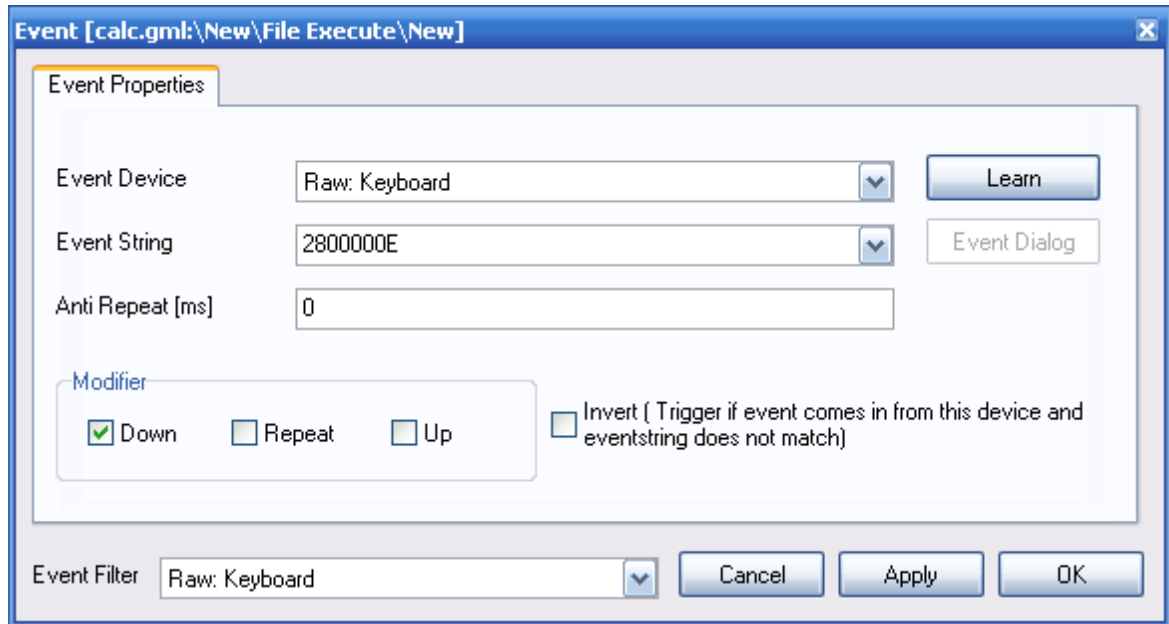 Event [calc.gml:\New\File Execute\New]
Event Properties
Event Device Raw: Keyboard Learn
Event String 2800000E Event Dialog
Anti Repeat [ms] 0
Modifier
Down Repeat Up
Invert ( Trigger if event comes in from this device and
eventstring does not match)
Event Filter Raw: Keyboard Cancel Apply OK